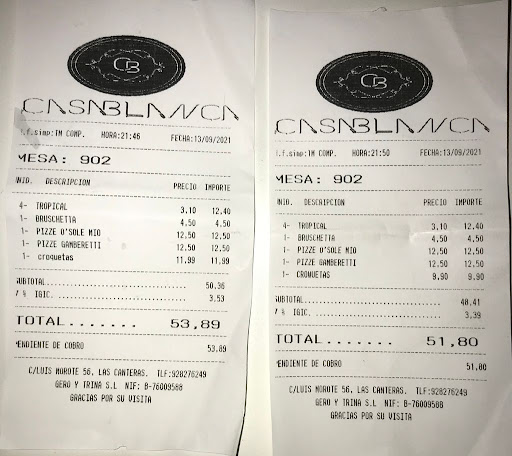 CB
CASABLANCA
.f.simp:TM COMP. HORA:21:46 FECHA:13/09/2021
MESA: 902
UNID. DESCRIPCION PRECIO IMPORTE
4- TROPICAL 3,10 12,40
1- BRUSCHETTA 4,50 4,50
1- PIZZE O'SOLE MIO 12,50 12,50
1- PIZZE GAMBERETTI 12,50 12,50
1- croquetas 11,99 11,99
SUBTOTAL 50,36
7 % IGIC. 3,53
TOTAL....... 53,89
PENDIENTE DE COBRO 53,89
C/LUIS MOROTE 56, LAS CANTERAS. TLF:928276249
GERO Y TRINA S.L NIF: B-76009588
GRACIAS POR SU VISITA
CB
CASABLANCA
.f.simp:TM COMP. HORA:21:50 FECHA:13/09/2021
MESA: 902
UNID. DESCRIPCION PRECIO IMPORTE
4- TROPICAL 3,10 12,40
1- BRUSCHETTA 4,50 4,50
1- PIZZE O'SOLE MIO 12,50 12,50
1- PIZZE GAMBERETTI 12,50 12,50
1- CROQUETAS 9,90 9,90
SUBTOTAL 48,41
7 % IGIC. 3,39
TOTAL....... 51,80
PENDIENTE DE COBRO 51,80
C/LUIS MOROTE 56, LAS CANTERAS. TLF:928276249
GERO Y TRINA S.L NIF: B-76009588
GRACIAS POR SU VISITA